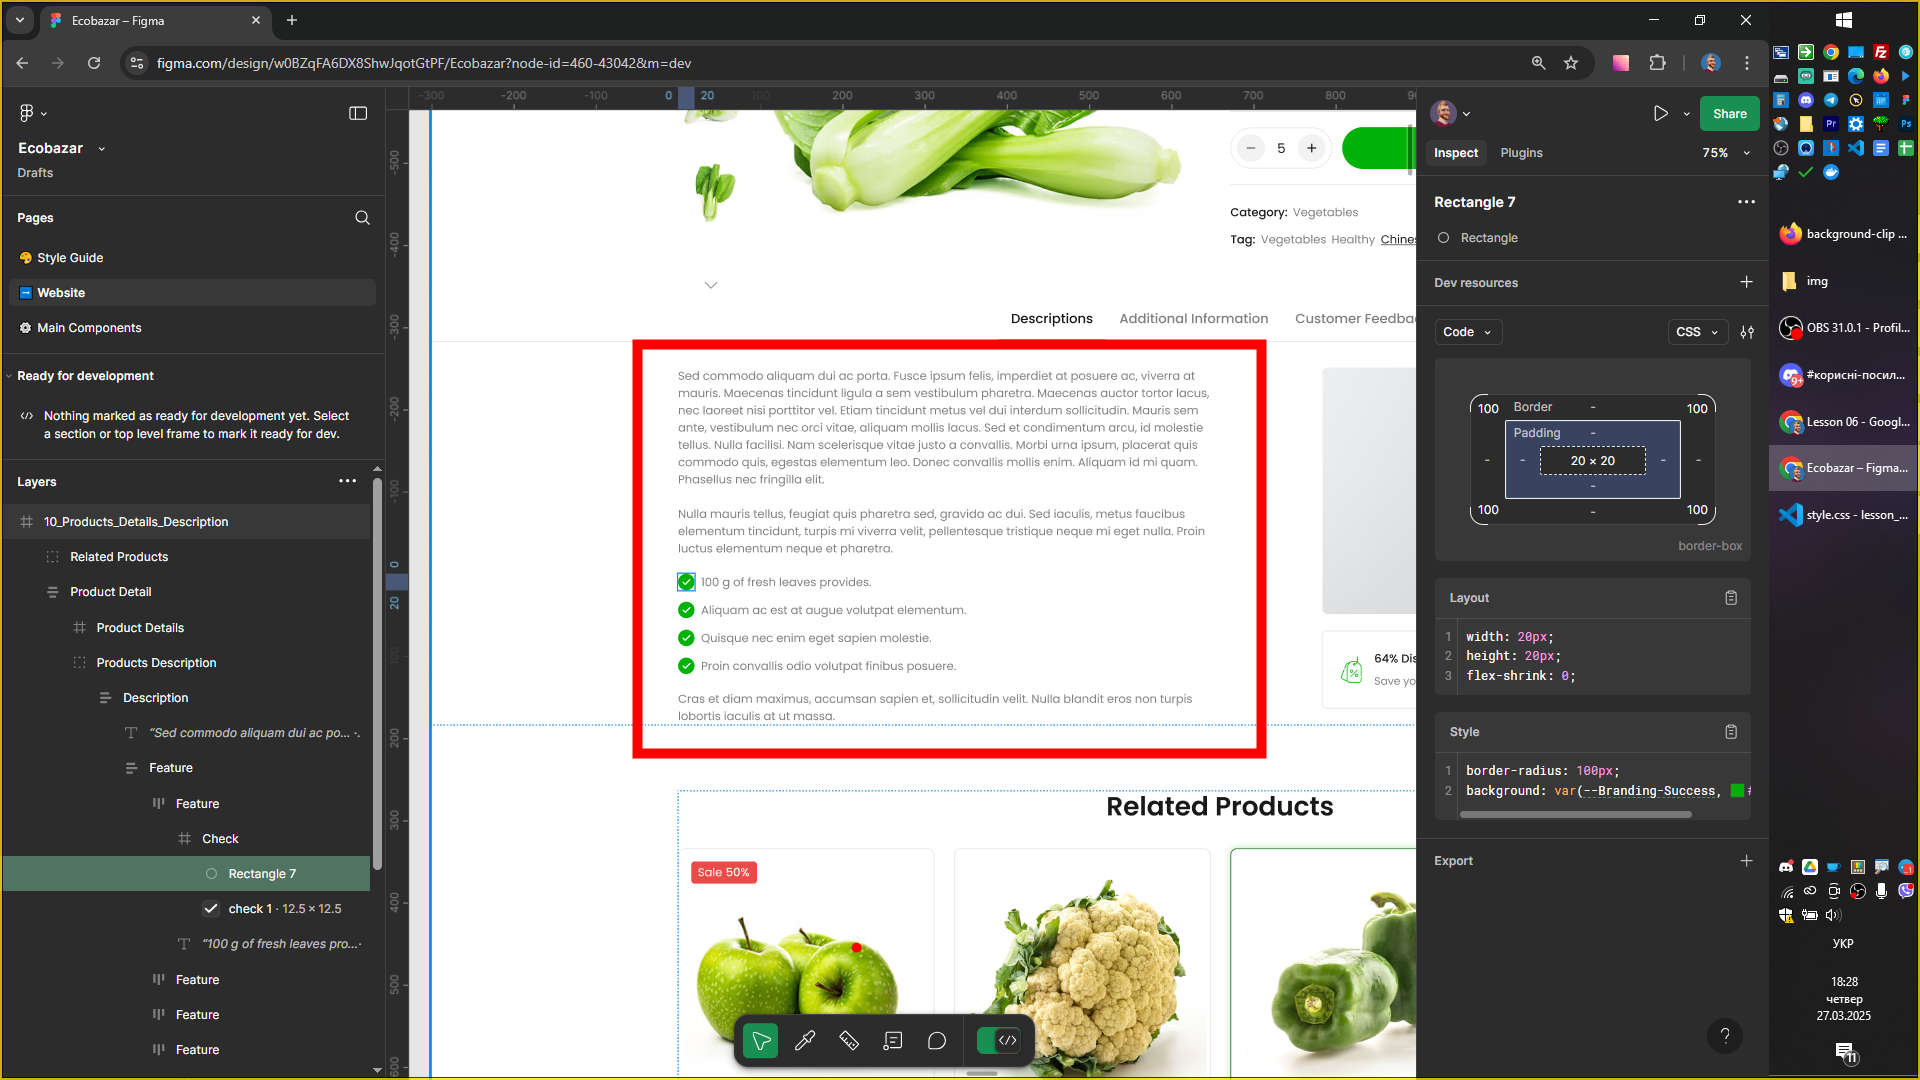 Ecobazar – Figma
figma.com/design/w0BZqFA6DX8ShwJqotGtPF/Ecobazar?node-id=460-43042&m=dev
Ecobazar
Drafts
Pages
Style Guide
Website
Main Components
Ready for development
Nothing marked as ready for development yet. Select
a section or top level frame to mark it ready for dev.
Layers
10_Products_Details_Description
Related Products
Product Detail
Product Details
Products Description
Description
“Sed commodo aliquam dui ac po... ·.
Feature
Feature
Check
Rectangle 7
check 1 · 12.5 × 12.5
“100 g of fresh leaves pro...·
Feature
Feature
Feature
-300 -200 -100 0 20 100 200 300 400 500 600 700 800
-500
-400
-300
-200
-100
0
20
100
200
300
400
500
600
5
Category: Vegetables
Tag: Vegetables Healthy Chines
Descriptions Additional Information Customer Feedba
Sed commodo aliquam dui ac porta. Fusce ipsum felis, imperdiet at posuere ac, viverra at
mauris. Maecenas tincidunt ligula a sem vestibulum pharetra. Maecenas auctor tortor lacus,
nec laoreet nisi porttitor vel. Etiam tincidunt metus vel dui interdum sollicitudin. Mauris sem
ante, vestibulum nec orci vitae, aliquam mollis lacus. Sed et condimentum arcu, id molestie
tellus. Nulla facilisi. Nam scelerisque vitae justo a convallis. Morbi urna ipsum, placerat quis
commodo quis, egestas elementum leo. Donec convallis mollis enim. Aliquam id mi quam.
Phasellus nec fringilla elit.
Nulla mauris tellus, feugiat quis pharetra sed, gravida ac dui. Sed iaculis, metus faucibus
elementum tincidunt, turpis mi viverra velit, pellentesque tristique neque mi eget nulla. Proin
luctus elementum neque et pharetra.
100 g of fresh leaves provides.
Aliquam ac est at augue volutpat elementum.
Quisque nec enim eget sapien molestie.
Proin convallis odio volutpat finibus posuere.
Cras et diam maximus, accumsan sapien et, sollicitudin velit. Nulla blandit eros non turpis
lobortis iaculis at ut massa.
64% Dis
Save yo
Related Products
Sale 50%
Share
Inspect Plugins 75%
Rectangle 7
Rectangle
Dev resources
Code CSS
100 Border - 100
Padding -
- - 20 × 20 - -
-
100 - 100
border-box
Layout
1 width: 20px;
2 height: 20px;
3 flex-shrink: 0;
Style
1 border-radius: 100px;
2 background: var(--Branding-Success, #
Export
?
background-clip ...
img
OBS 31.0.1 - Profil...
#корисні-посил...
Lesson 06 - Googl...
Ecobazar – Figma...
style.css - lesson_...
УКР
18:28
четвер
27.03.2025
11